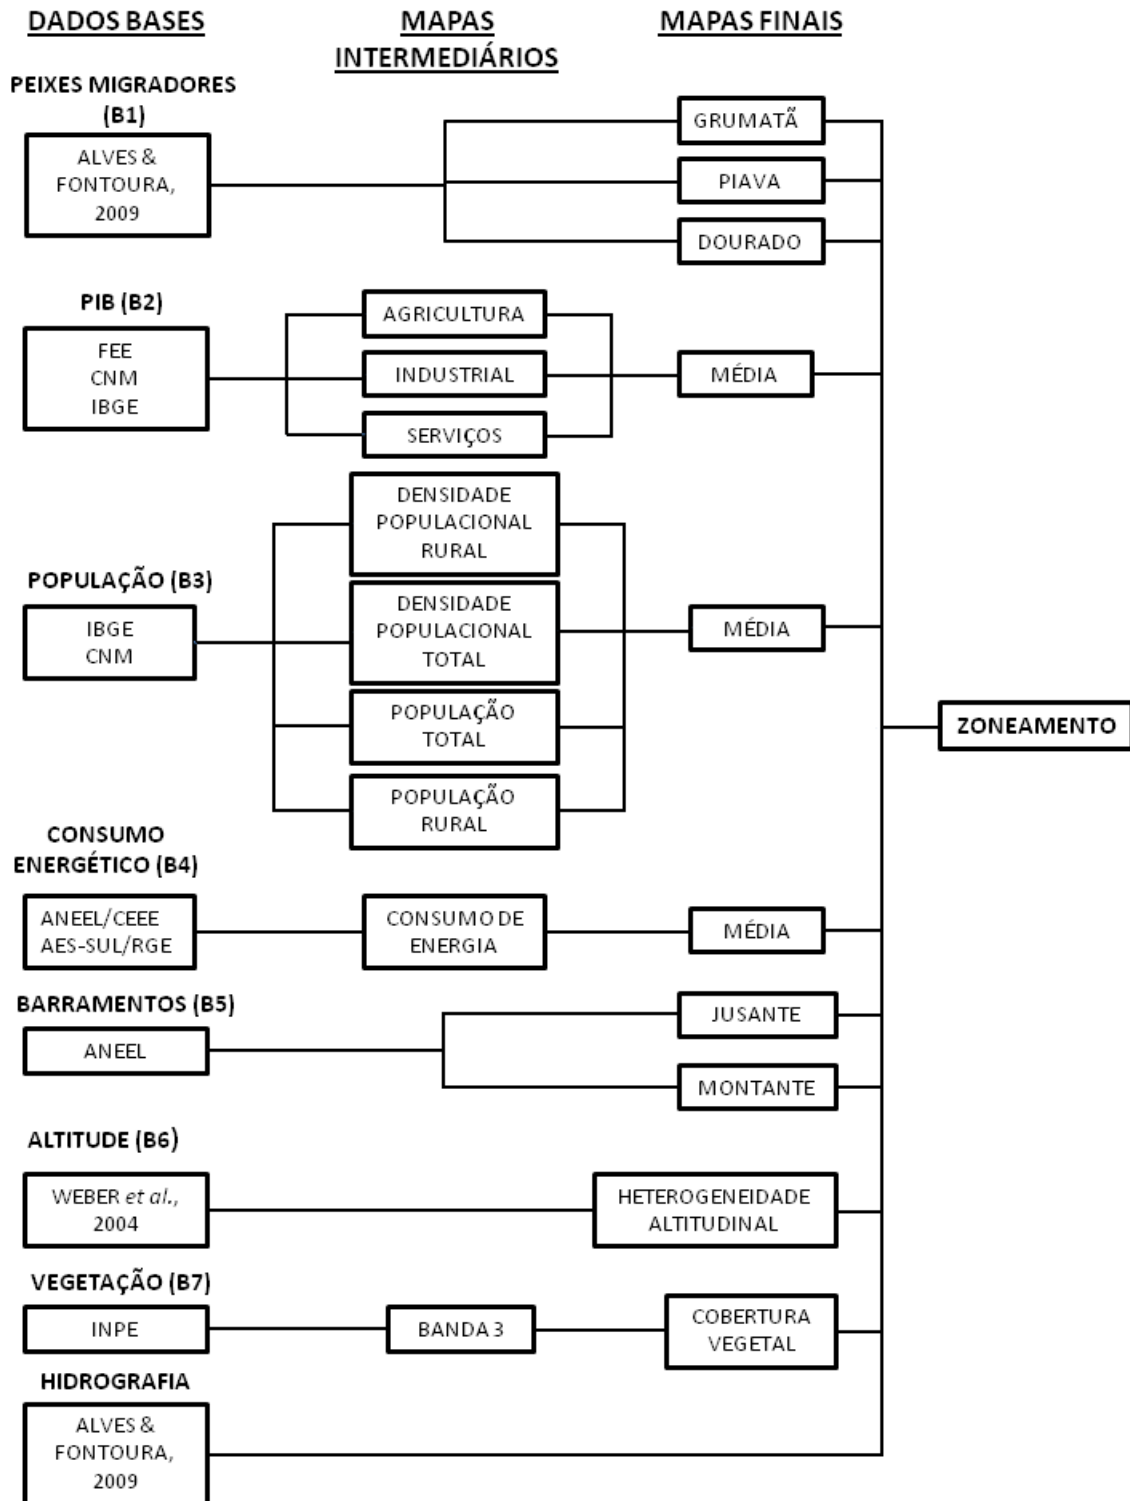 DADOS BASES
MAPAS
INTERMEDIÁRIOS
MAPAS FINAIS
PEIXES MIGRADORES
(B1)
ALVES &
FONTOURA,
2009
GRUMATÃ
PIAVA
DOURADO
PIB (B2)
FEE
CNM
IBGE
AGRICULTURA
INDUSTRIAL
SERVIÇOS
MÉDIA
POPULAÇÃO (B3)
IBGE
CNM
DENSIDADE
POPULACIONAL
RURAL
DENSIDADE
POPULACIONAL
TOTAL
POPULAÇÃO
TOTAL
POPULAÇÃO
RURAL
MÉDIA
ZONEAMENTO
CONSUMO
ENERGÉTICO (B4)
ANEEL/CEEE
AES-SUL/RGE
CONSUMO DE
ENERGIA
MÉDIA
BARRAMENTOS (B5)
ANEEL
JUSANTE
MONTANTE
ALTITUDE (B6)
WEBER et al.,
2004
HETEROGENEIDADE
ALTITUDINAL
VEGETAÇÃO (B7)
INPE
BANDA 3
COBERTURA
VEGETAL
HIDROGRAFIA
ALVES &
FONTOURA,
2009